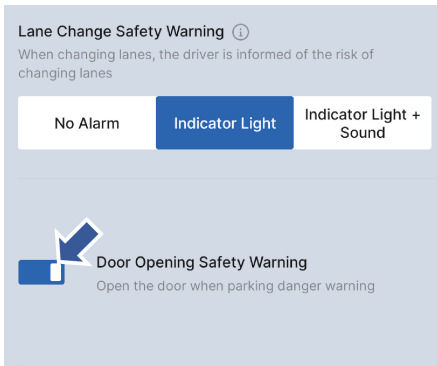 Lane Change Safety Warning
When changing lanes, the driver is informed of the risk of
changing lanes
No Alarm
Indicator Light
Indicator Light +
Sound
Door Opening Safety Warning
Open the door when parking danger warning